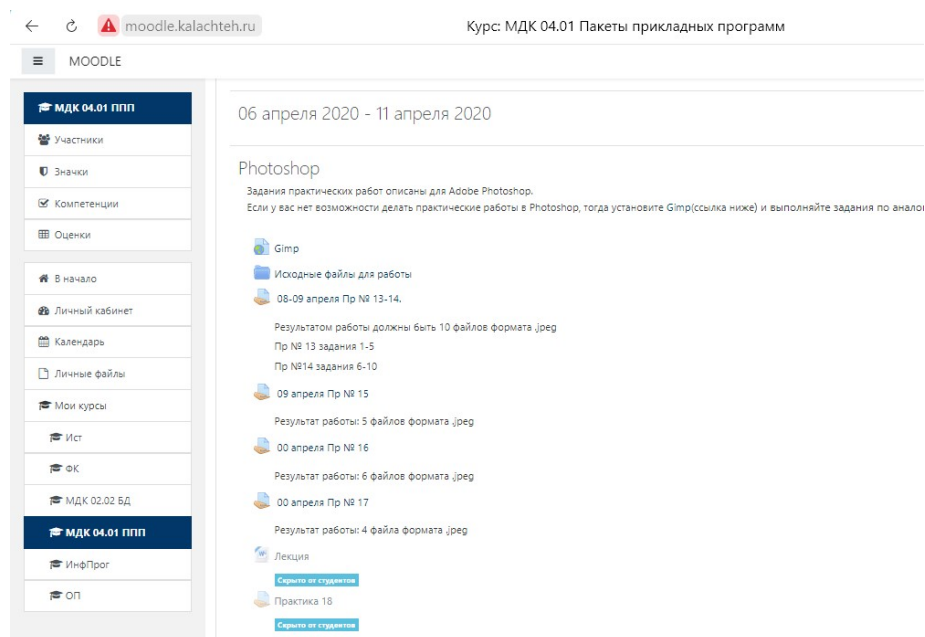 moodle.kalachteh.ru
Курс: МДК 04.01 Пакеты прикладных программ
MOODLE
МДК 04.01 ППП
Участники
Значки
Компетенции
Оценки
В начало
Личный кабинет
Календарь
Личные файлы
Мои курсы
Ист
ФК
МДК 02.02 БД
МДК 04.01 ППП
ИнфПрог
ОП
06 апреля 2020 - 11 апреля 2020
Photoshop
Задания практических работ описаны для Adobe Photoshop.
Если у вас нет возможности делать практические работы в Photoshop, тогда установите Gimp(ссылка ниже) и выполняйте задания по анало
Gimp
Исходные файлы для работы
08-09 апреля Пр № 13-14.
Результатом работы должны быть 10 файлов формата .jpeg
Пр № 13 задания 1-5
Пр №14 задания 6-10
09 апреля Пр № 15
Результат работы: 5 файлов формата .jpeg
00 апреля Пр № 16
Результат работы: 6 файлов формата .jpeg
00 апреля Пр № 17
Результат работы: 4 файла формата .jpeg
Лекция
Скрыто от студентов
Практика 18
Скрыто от студентов